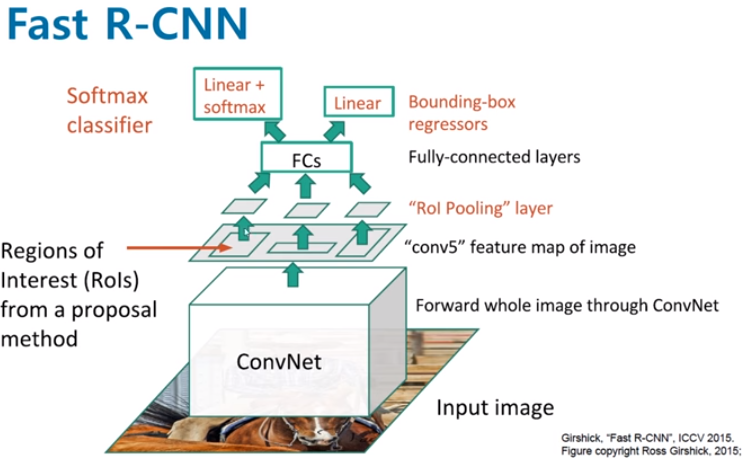 Fast R-CNN
Softmax
classifier
Linear +
softmax
Linear
Bounding-box
regressors
FCs
Fully-connected layers
“RoI Pooling” layer
Regions of
Interest (RoIs)
from a proposal
method
“conv5” feature map of image
Forward whole image through ConvNet
ConvNet
Input image
Girshick, “Fast R-CNN”, ICCV 2015.
Figure copyright Ross Girshick, 2015;